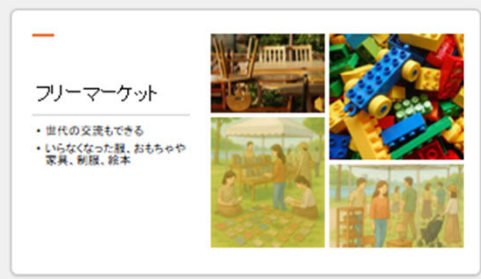 フリーマーケット
• 世代の交流もできる
• いらなくなった服、おもちゃや
家具、制服、絵本